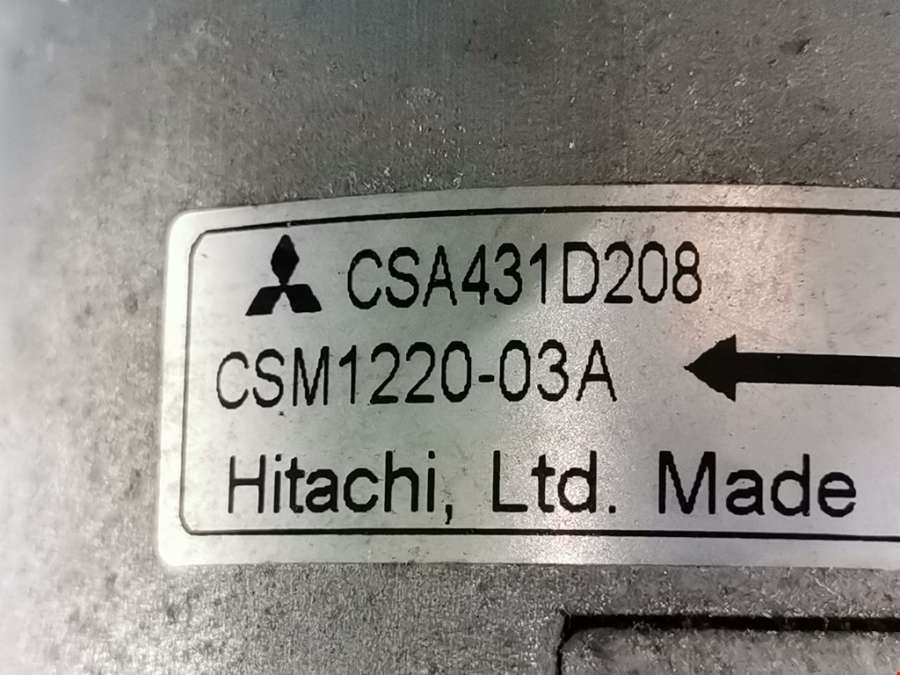 CSA431D208
CSM1220-03A
Hitachi, Ltd. Made